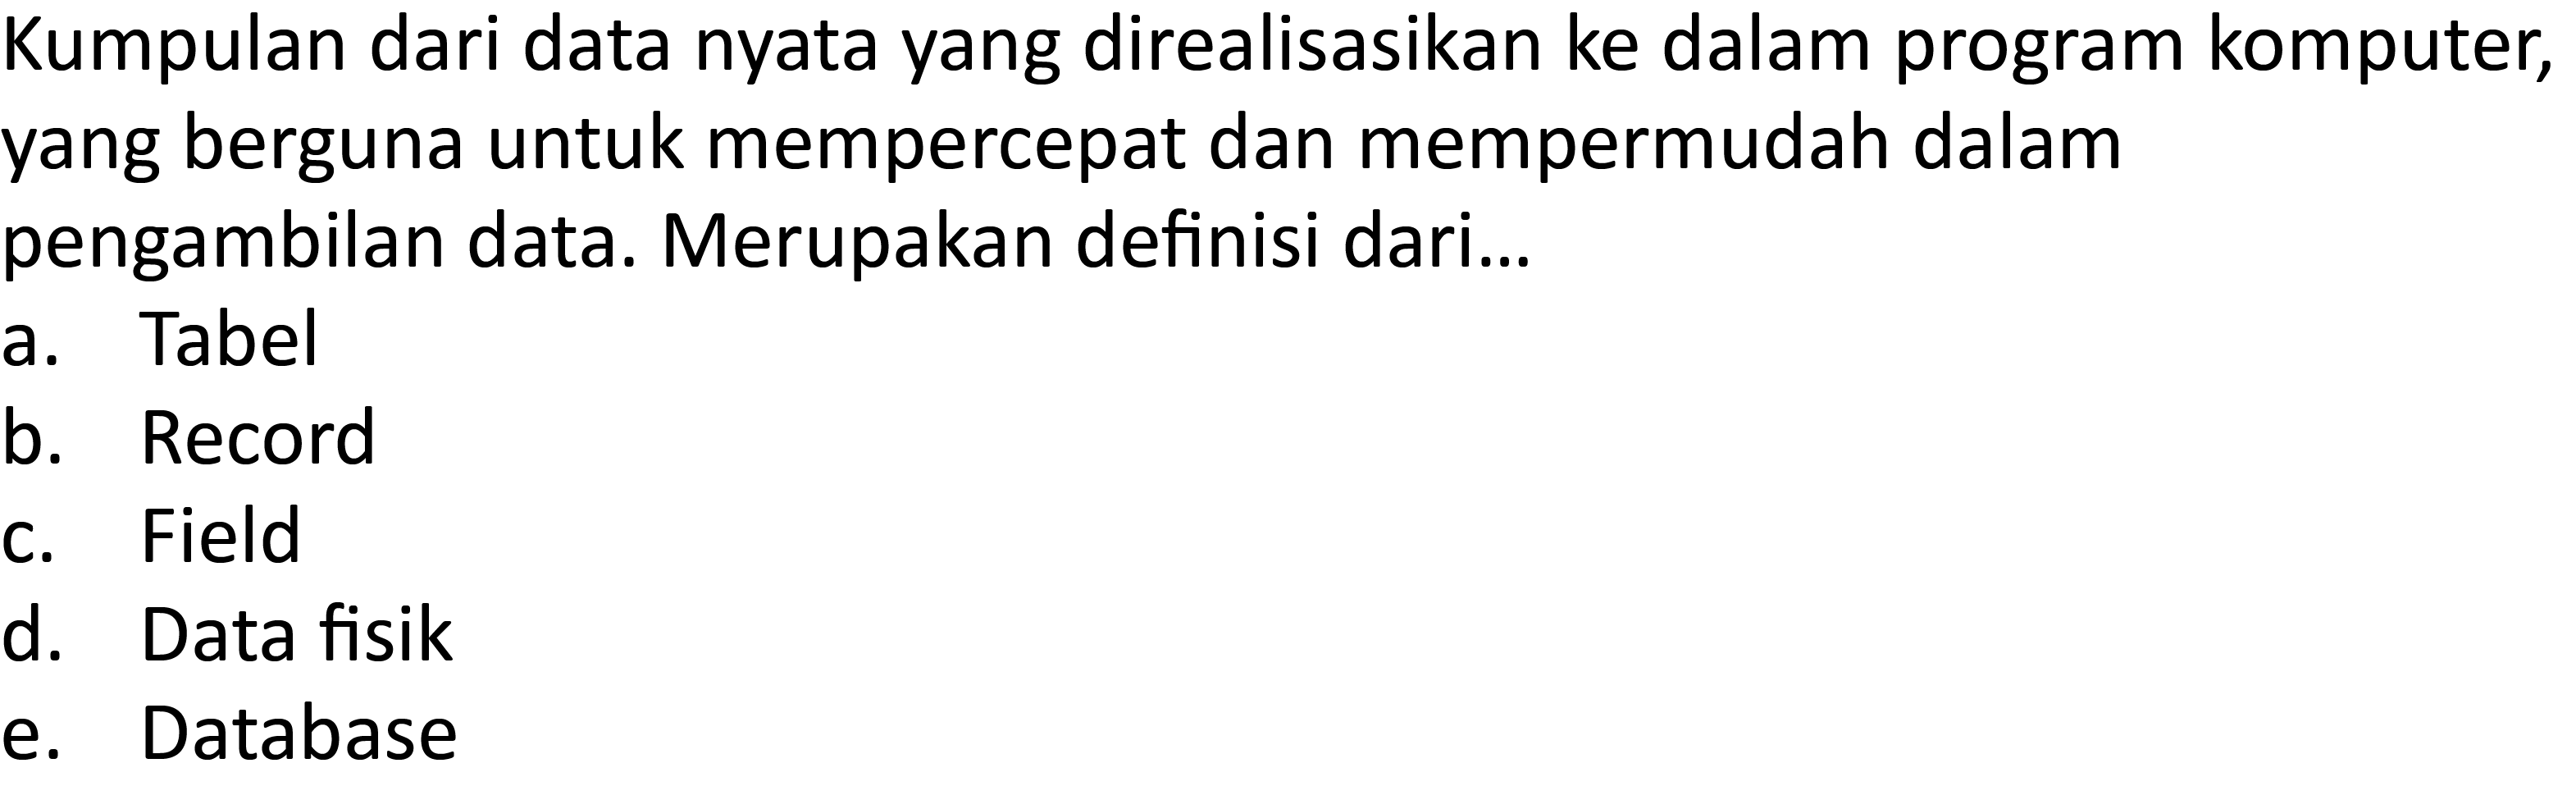 Kumpulan dari data nyata yang direalisasikan ke dalam program komputer,
yang berguna untuk mempercepat dan mempermudah dalam
pengambilan data. Merupakan definisi dari...
a. Tabel
b. Record
c. Field
d. Data fisik
e. Database